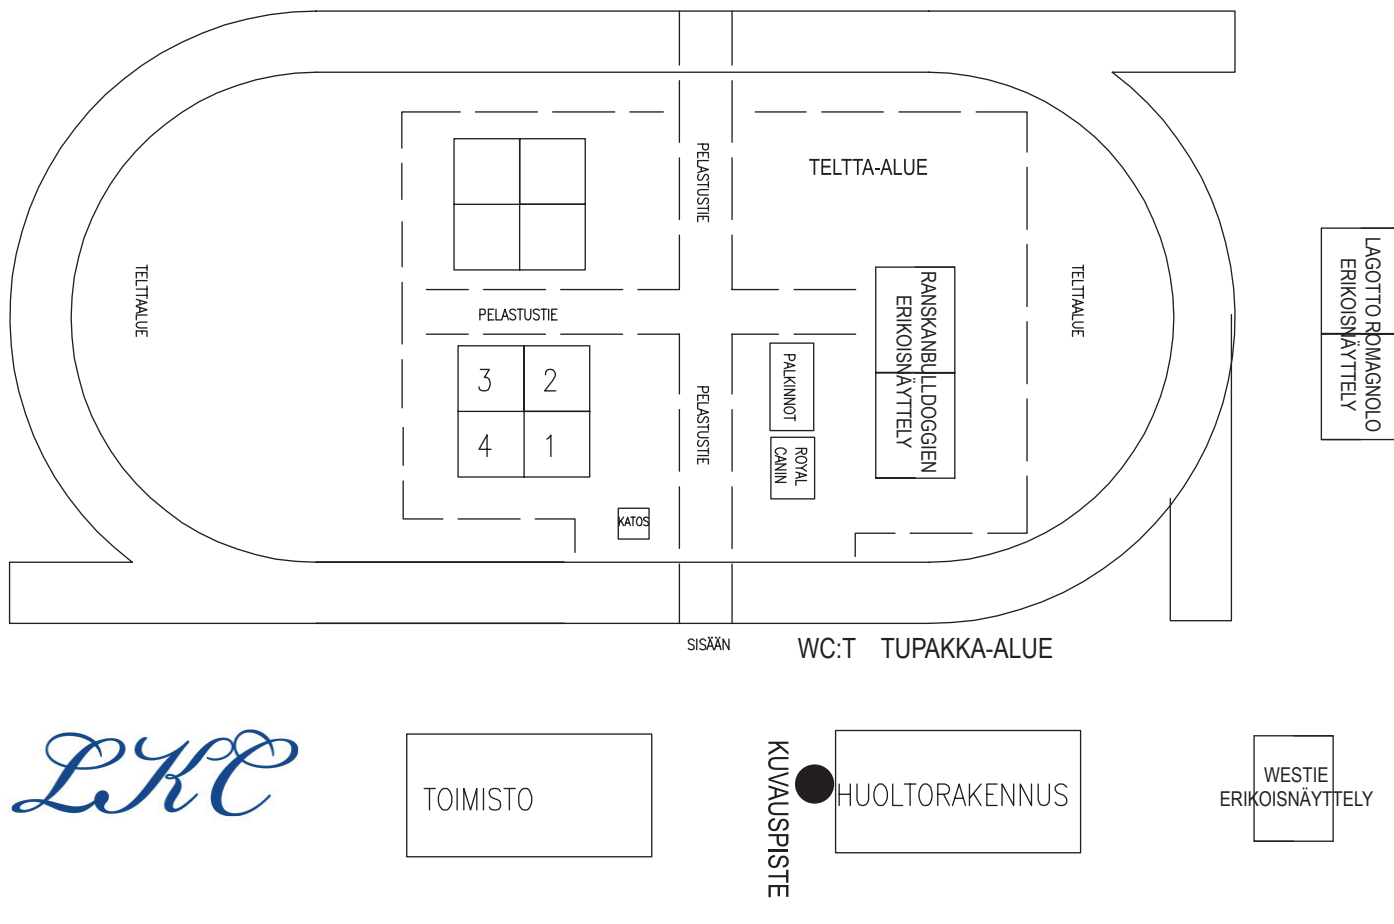 PELASTUSTIE
TELTTA-ALUE
TELTTAALUE
PELASTUSTIE
RANSKANBULLDOGGIEN
ERIKOISNÄYTTELY
TELTTAALUE
LAGOTTO ROMAGNOLO
ERIKOISNÄYTTELY
3 2
4 1
PELASTUSTIE
PALKINNOT
ROYAL
CANIN
KATOS
SISÄÄN
WC:T TUPAKKA-ALUE
LKC
TOIMISTO
KUVAUSPISTE
HUOLTORAKENNUS
WESTIE
ERIKOISNÄYTTELY